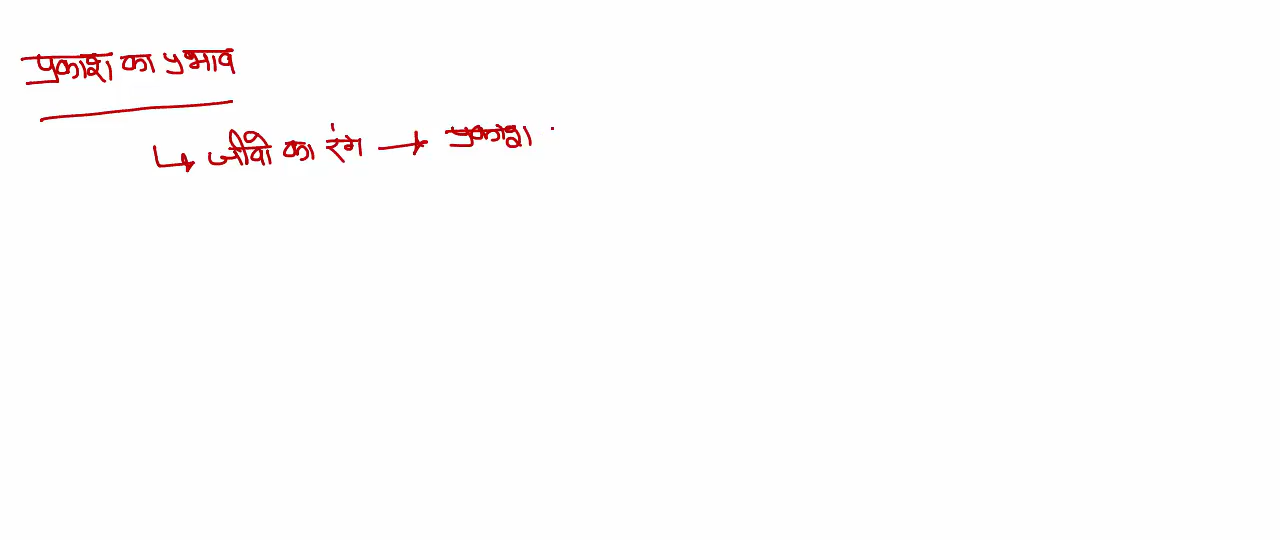 प्रकाश का प्रभाव
↳ जीवो का रंग → प्रकाश